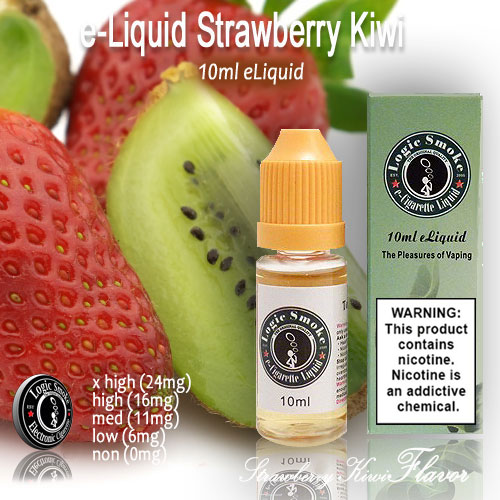 e-Liquid Strawberry Kiwi
10ml eLiquid
Logic Smoke
e-Cigarette Liquid
10ml eLiquid
The Pleasures of Vaping
WARNING:
This product
contains
nicotine.
Nicotine is
an addictive
chemical.
Logic Smoke
e-Cigarette Liquid
10ml
Logic Smoke
Electronic Cigarettes
x high (24mg)
high (16mg)
med (11mg)
low (6mg)
non (0mg)
Strawberry Kiwi Flavor